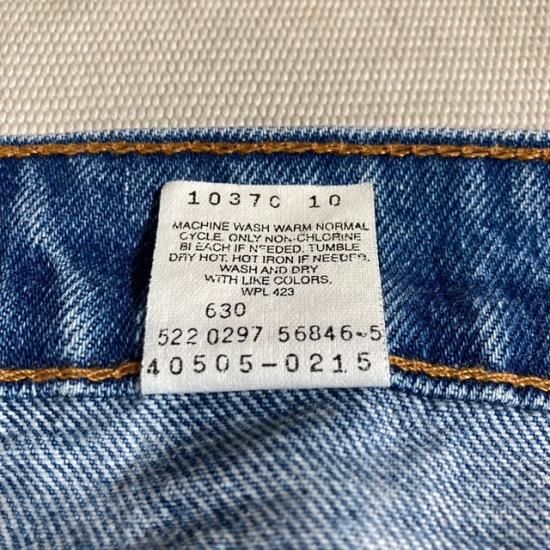 1037C 10
MACHINE WASH WARM NORMAL
CYCLE. ONLY NON-CHLORINE
BLEACH IF NEEDED. TUMBLE
DRY HOT. HOT IRON IF NEEDED.
WASH AND DRY
WITH LIKE COLORS.
WPL 423
630
522 0297 56846-5
40505-0215